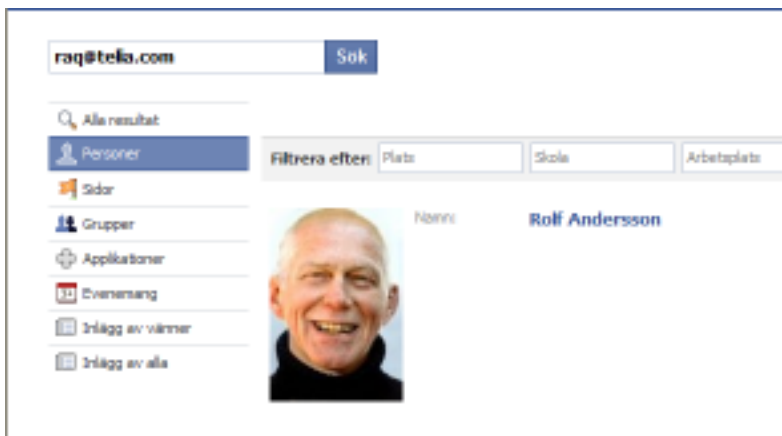 raq@telia.com
Sök
Alla resultat
Personer
Filtrera efter: Plats Skola Arbetsplats
Sidor
Grupper
Namn: Rolf Andersson
Applikationer
31
Evenemang
Inlägg av vänner
Inlägg av alla